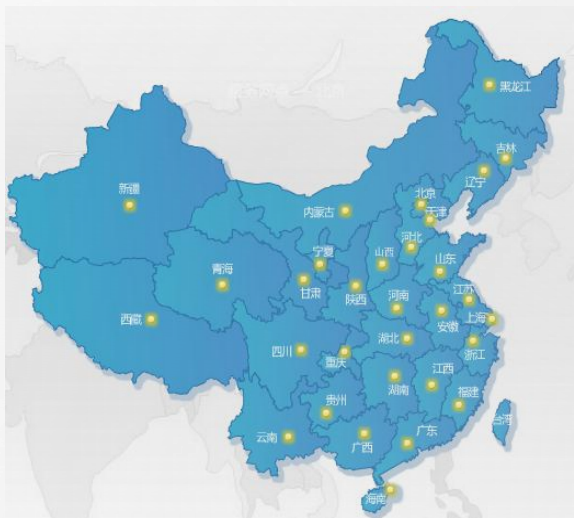 黑龙江
吉林
辽宁
新疆
北京
内蒙古
天津
河北
宁夏
山西
山东
青海
甘肃
陕西
江苏
河南
西藏
安徽
上海
湖北
四川
重庆
浙江
江西
湖南
贵州
福建
台湾
云南
广西
广东
海南